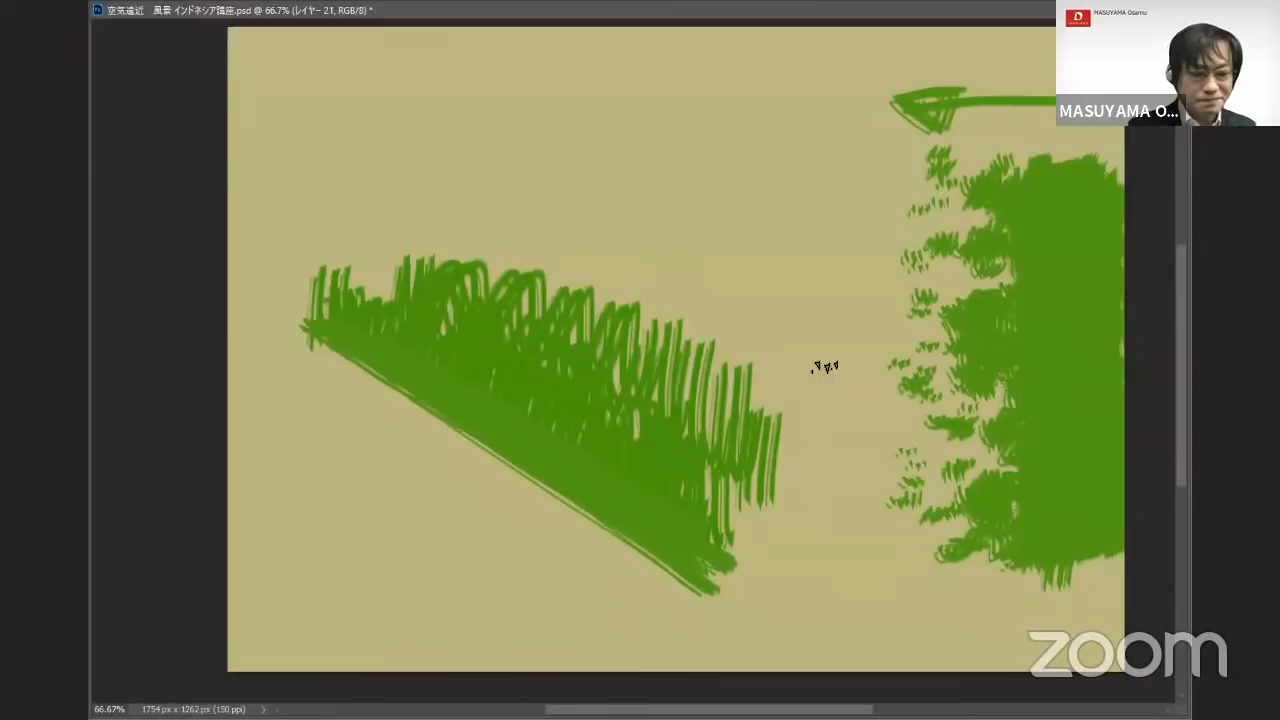 空気遠近　風景 インドネシア講座.psd @ 66.7% (レイヤー 21, RGB/8) *
MASUYAMA Osamu
MASUYAMA O...
zoom
66.67%
1754 px x 1262 px (150 ppi)